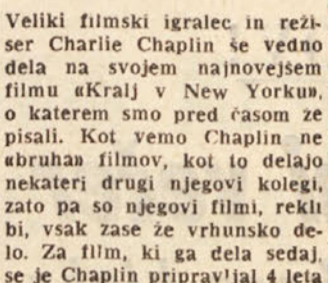 Veliki filmski igralec in reži-
ser Charlie Chaplin še vedno
dela na svojem najnovejšem
filmu «Kralj v New Yorku»,
o katerem smo pred časom že
pisali. Kot vemo Chaplin ne
«bruha» filmov, kot to delajo
nekateri drugi njegovi kolegi,
zato pa so njegovi filmi, rekli
bi, vsak zase že vrhunsko de-
lo. Za film, ki ga dela sedaj,
se je Chaplin pripravljal 4 leta